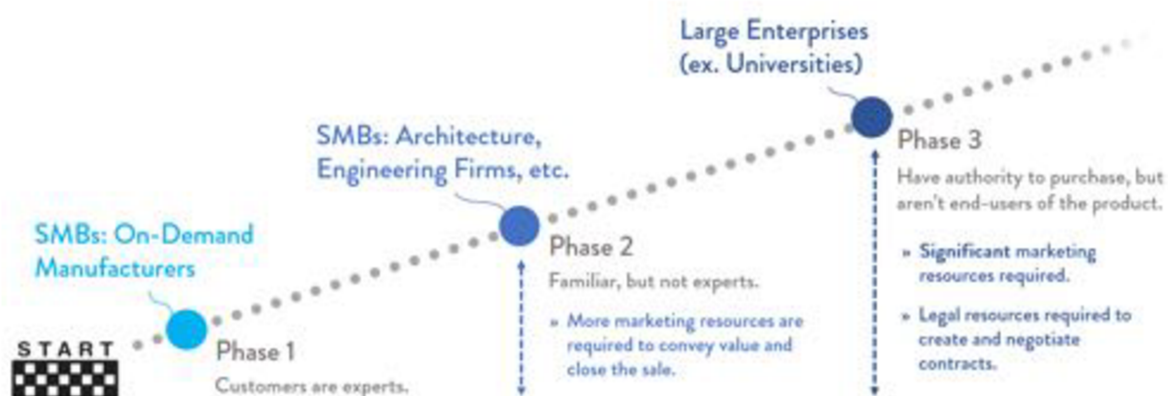 Large Enterprises
(ex. Universities)
SMBs: Architecture,
Engineering Firms, etc.
Phase 3
Have authority to purchase, but
aren't end-users of the product.
» Significant marketing
resources required.
» Legal resources required to
create and negotiate
contracts.
SMBs: On-Demand
Manufacturers
Phase 2
Familiar, but not experts.
» More marketing resources are
required to convey value and
close the sale.
START
Phase 1
Customers are experts.